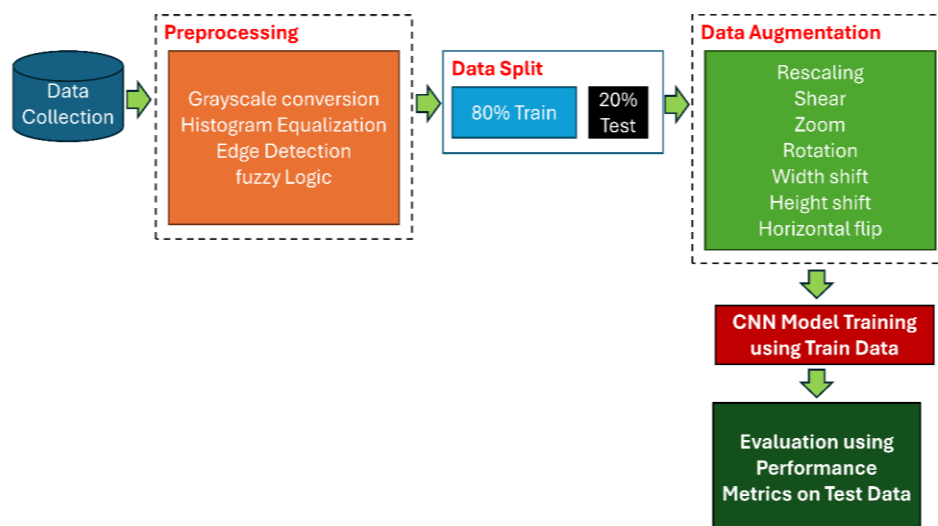 Data
Collection
Preprocessing
Grayscale conversion
Histogram Equalization
Edge Detection
fuzzy Logic
Data Split
80% Train
20%
Test
Data Augmentation
Rescaling
Shear
Zoom
Rotation
Width shift
Height shift
Horizontal flip
CNN Model Training
using Train Data
Evaluation using
Performance
Metrics on Test Data